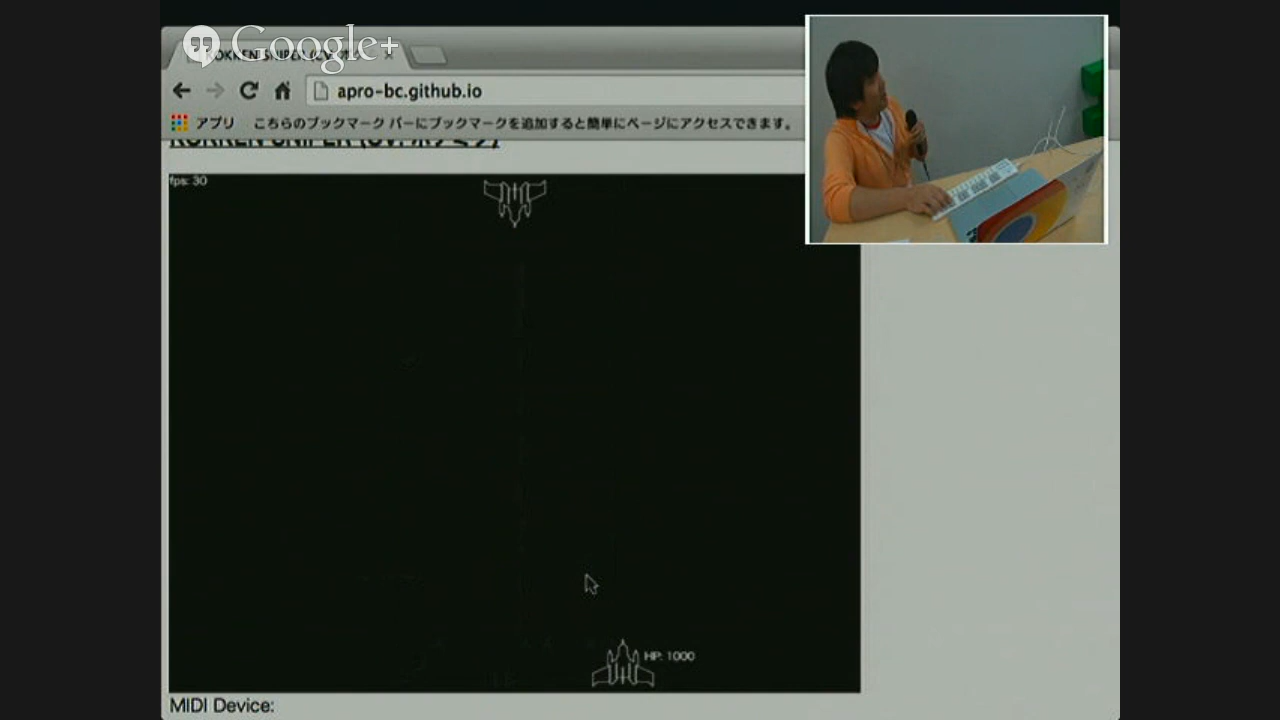 Google+
apro-bc.github.io
アプリ こちらのブックマーク バーにブックマークを追加すると簡単にページにアクセスできます。
fps: 30
HP: 1000
MIDI Device: